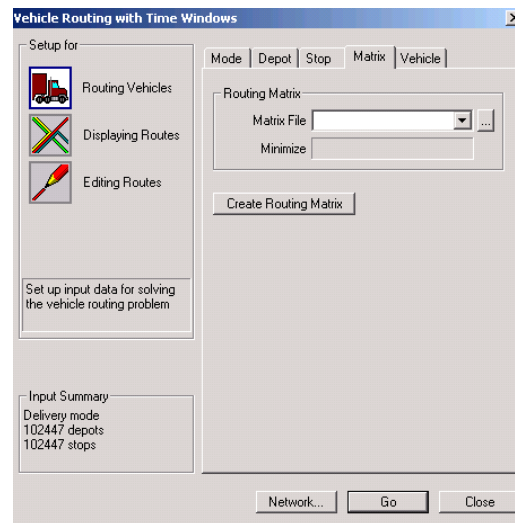 Vehicle Routing with Time Windows
Setup for
Routing Vehicles
Displaying Routes
Editing Routes
Set up input data for solving
the vehicle routing problem
Input Summary
Delivery mode
102447 depots
102447 stops
Mode Depot Stop Matrix Vehicle
Routing Matrix
Matrix File ...
Minimize
Create Routing Matrix
Network... Go Close